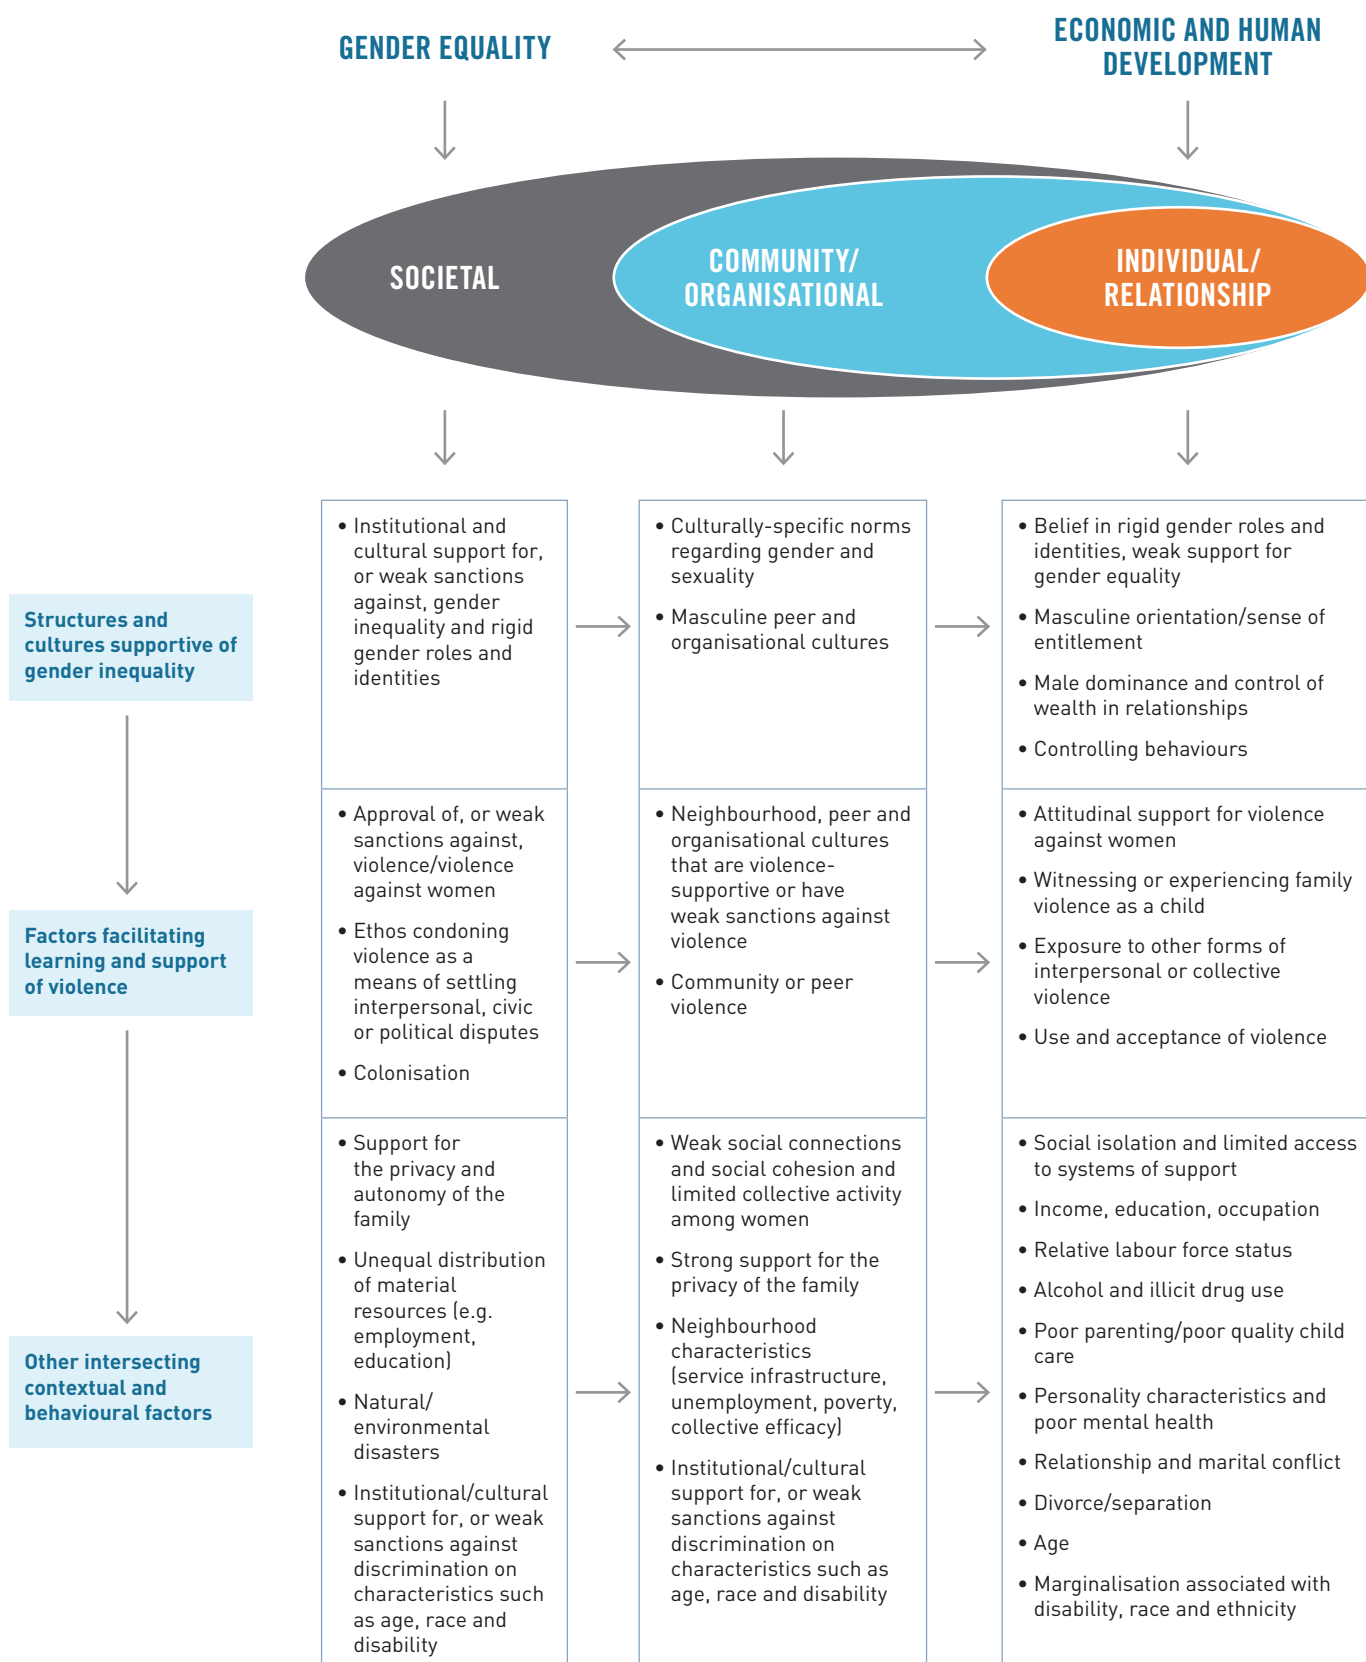 GENDER EQUALITY
ECONOMIC AND HUMAN
DEVELOPMENT
SOCIETAL
COMMUNITY/
ORGANISATIONAL
INDIVIDUAL/
RELATIONSHIP
Structures and
cultures supportive of
gender inequality
• Institutional and
cultural support for,
or weak sanctions
against, gender
inequality and rigid
gender roles and
identities
• Culturally-specific norms
regarding gender and
sexuality
• Masculine peer and
organisational cultures
• Belief in rigid gender roles and
identities, weak support for
gender equality
• Masculine orientation/sense of
entitlement
• Male dominance and control of
wealth in relationships
• Controlling behaviours
Factors facilitating
learning and support
of violence
• Approval of, or weak
sanctions against,
violence/violence
against women
• Ethos condoning
violence as a
means of settling
interpersonal, civic
or political disputes
• Colonisation
• Neighbourhood, peer and
organisational cultures
that are violence-
supportive or have
weak sanctions against
violence
• Community or peer
violence
• Attitudinal support for violence
against women
• Witnessing or experiencing family
violence as a child
• Exposure to other forms of
interpersonal or collective
violence
• Use and acceptance of violence
Other intersecting
contextual and
behavioural factors
• Support for
the privacy and
autonomy of the
family
• Unequal distribution
of material
resources (e.g.
employment,
education)
• Natural/
environmental
disasters
• Institutional/cultural
support for, or weak
sanctions against
discrimination on
characteristics such
as age, race and
disability
• Weak social connections
and social cohesion and
limited collective activity
among women
• Strong support for the
privacy of the family
• Neighbourhood
characteristics
(service infrastructure,
unemployment, poverty,
collective efficacy)
• Institutional/cultural
support for, or weak
sanctions against
discrimination on
characteristics such as
age, race and disability
• Social isolation and limited access
to systems of support
• Income, education, occupation
• Relative labour force status
• Alcohol and illicit drug use
• Poor parenting/poor quality child
care
• Personality characteristics and
poor mental health
• Relationship and marital conflict
• Divorce/separation
• Age
• Marginalisation associated with
disability, race and ethnicity